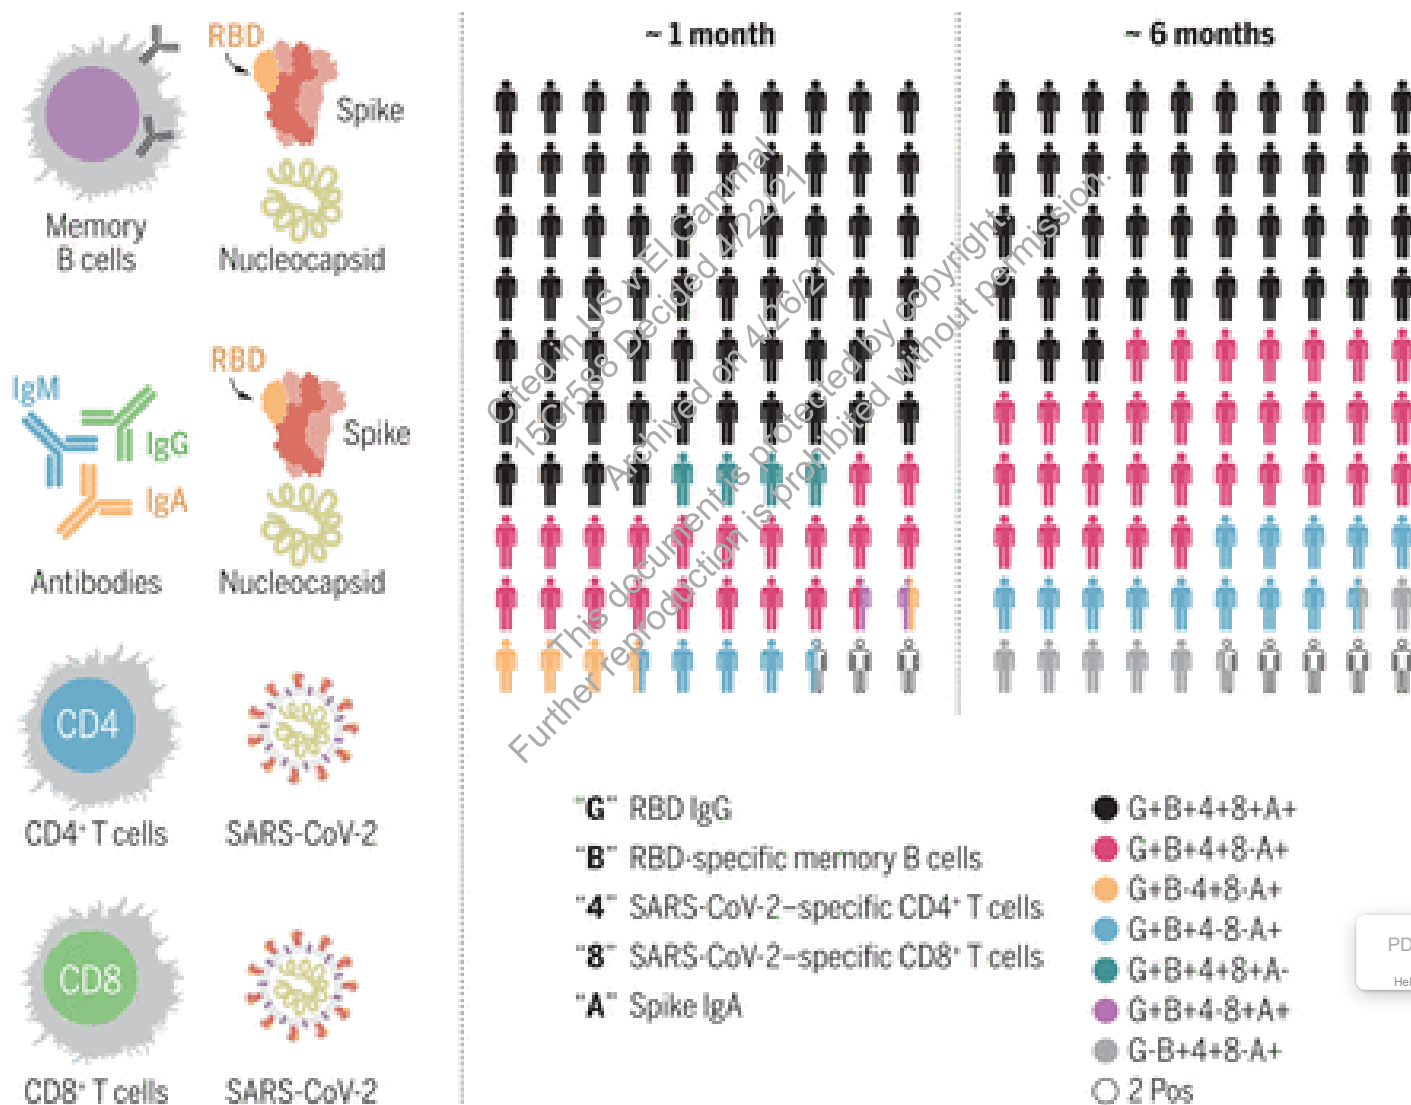 RBD
Spike
Memory
B cells
Nucleocapsid
RBD
IgM
IgG
Spike
IgA
Antibodies
Nucleocapsid
CD4
CD4⁺ T cells
SARS-CoV-2
CD8
CD8⁺ T cells
SARS-CoV-2
~ 1 month
~ 6 months
Cited in US v El Gammal
15Cr588 Decided 4/22/21
Archived on 4/26/21
This document is protected by copyright.
Further reproduction is prohibited without permission.
"G" RBD IgG
"B" RBD-specific memory B cells
"4" SARS-CoV-2–specific CD4⁺ T cells
"8" SARS-CoV-2–specific CD8⁺ T cells
"A" Spike IgA
G+B+4+8+A+
G+B+4+8-A+
G+B-4+8-A+
G+B+4-8-A+
G+B+4+8+A-
G+B+4-8+A+
G-B+4+8-A+
2 Pos
PD
Hel